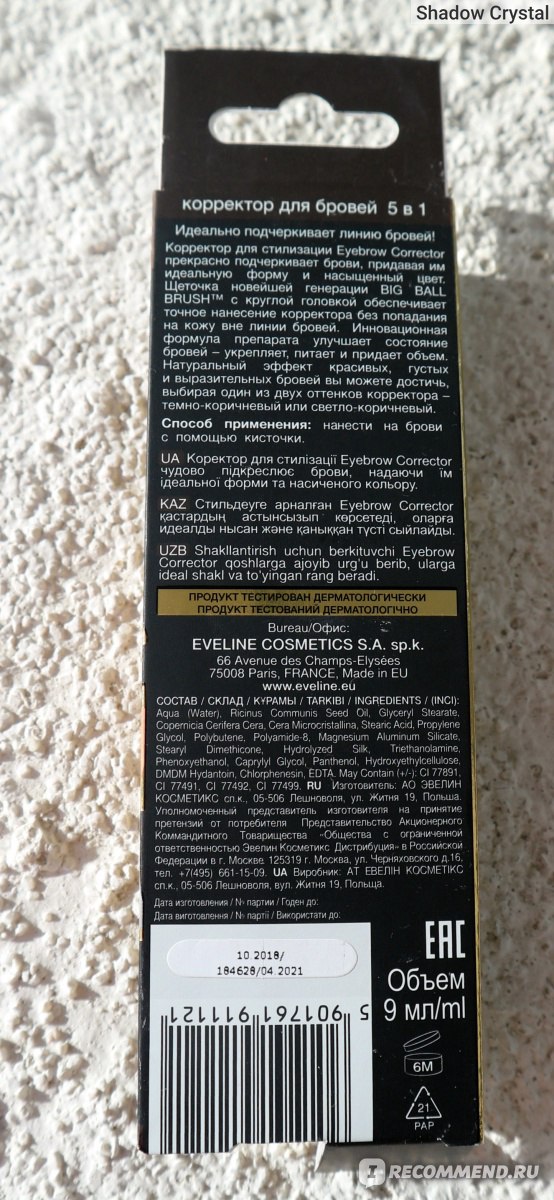 Shadow Crystal
корректор для бровей 5 в 1
Идеально подчеркивает линию бровей!
Корректор для стилизации Eyebrow Corrector
прекрасно подчеркивает брови, придавая им
идеальную форму и насыщенный цвет.
Щеточка новейшей генерации BIG BALL
BRUSH™ с круглой головкой обеспечивает
точное нанесение корректора без попадания
на кожу вне линии бровей. Инновационная
формула препарата улучшает состояние
бровей – укрепляет, питает и придает объем.
Натуральный эффект красивых, густых
и выразительных бровей вы можете достичь,
выбирая один из двух оттенков корректора –
темно-коричневый или светло-коричневый.
Способ применения: нанести на брови
с помощью кисточки.
UA Коректор для стилізації Eyebrow Corrector
чудово підкреслює брови, надаючи їм
ідеальної форми та насиченого кольору.
KAZ Стильдеуге арналған Eyebrow Corrector
қастардың астынсызып көрсетеді, оларға
идеалды нысан және қаныққан түсті сыйлайды.
UZB Shakllantirish uchun berkituvchi Eyebrow
Corrector qoshlarga ajoyib urg'u berib, ularga
ideal shakl va to'yingan rang beradi.
ПРОДУКТ ТЕСТИРОВАН ДЕРМАТОЛОГИЧЕСКИ
ПРОДУКТ ТЕСТОВАНИЙ ДЕРМАТОЛОГІЧНО
Bureau/Офис:
EVELINE COSMETICS S.A. sp.k.
66 Avenue des Champs-Elysées
75008 Paris, FRANCE, Made in EU
www.eveline.eu
СОСТАВ / СКЛАД / ҚҰРАМЫ / TARKIBI / INGREDIENTS / (INCI):
Aqua (Water), Ricinus Communis Seed Oil, Glyceryl Stearate,
Copernicia Cerifera Cera, Cera Microcristallina, Stearic Acid, Propylene
Glycol, Polybutene, Polyamide-8, Magnesium Aluminum Silicate,
Stearyl Dimethicone, Hydrolyzed Silk, Triethanolamine,
Phenoxyethanol, Caprylyl Glycol, Panthenol, Hydroxyethylcellulose,
DMDM Hydantoin, Chlorphenesin, EDTA. May Contain (+/-): CI 77891,
CI 77491, CI 77492, CI 77499. RU Изготовитель: АО ЭВЕЛИН
КОСМЕТИКС сп.к., 05-506 Лешноволя, ул. Житня 19, Польша.
Уполномоченный представитель изготовителя на принятие
претензий от потребителя Представительство Акционерного
Коммандитного Товарищества «Общества с ограниченной
ответственностью Эвелин Косметикс Дистрибуция» в Российской
Федерации в г. Москве 125319 г. Москва, ул. Черняховского д.16,
тел. +7(495) 661-15-09. UA Виробник: АТ ЕВЕЛІН КОСМЕТІКС
сп.к., 05-506 Лешноволя, вул. Житня 19, Польща.
Дата изготовления / № партии / Годен до:
Дата виготовлення / № партії / Використати до:
10.2018/
184628/04.2021
5 901761 911121
EAC
Объем
9 мл/ml
6M
21
PAP
I RECOMMEND.RU